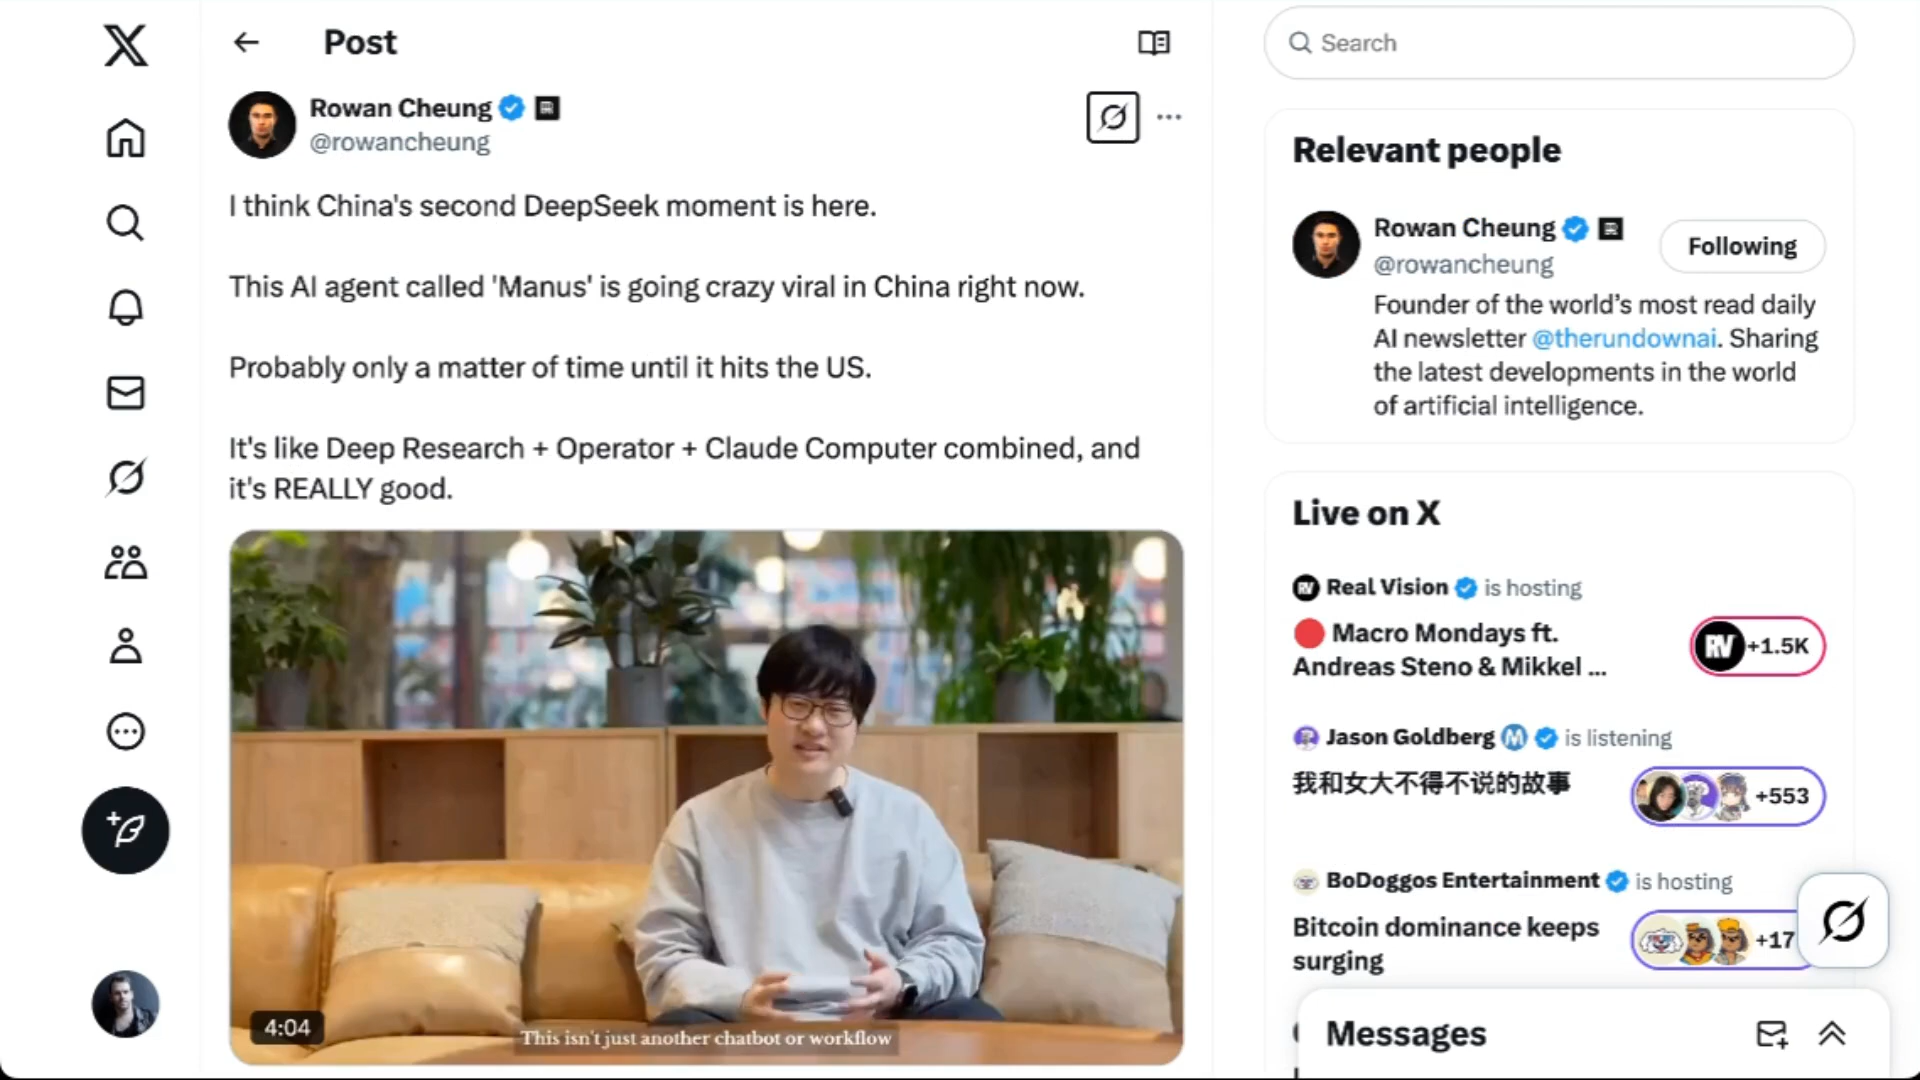 Post
Rowan Cheung
@rowancheung
I think China's second DeepSeek moment is here.
This AI agent called 'Manus' is going crazy viral in China right now.
Probably only a matter of time until it hits the US.
It's like Deep Research + Operator + Claude Computer combined, and
it's REALLY good.
4:04
This isn't just another chatbot or workflow
Search
Relevant people
Rowan Cheung
@rowancheung
Following
Founder of the world’s most read daily
AI newsletter @therundownai. Sharing
the latest developments in the world
of artificial intelligence.
Live on X
Real Vision is hosting
Macro Mondays ft.
Andreas Steno & Mikkel ...
RV +1.5K
Jason Goldberg is listening
我和女大不得不说的故事
+553
BoDoggos Entertainment is hosting
Bitcoin dominance keeps
surging
+17
Messages